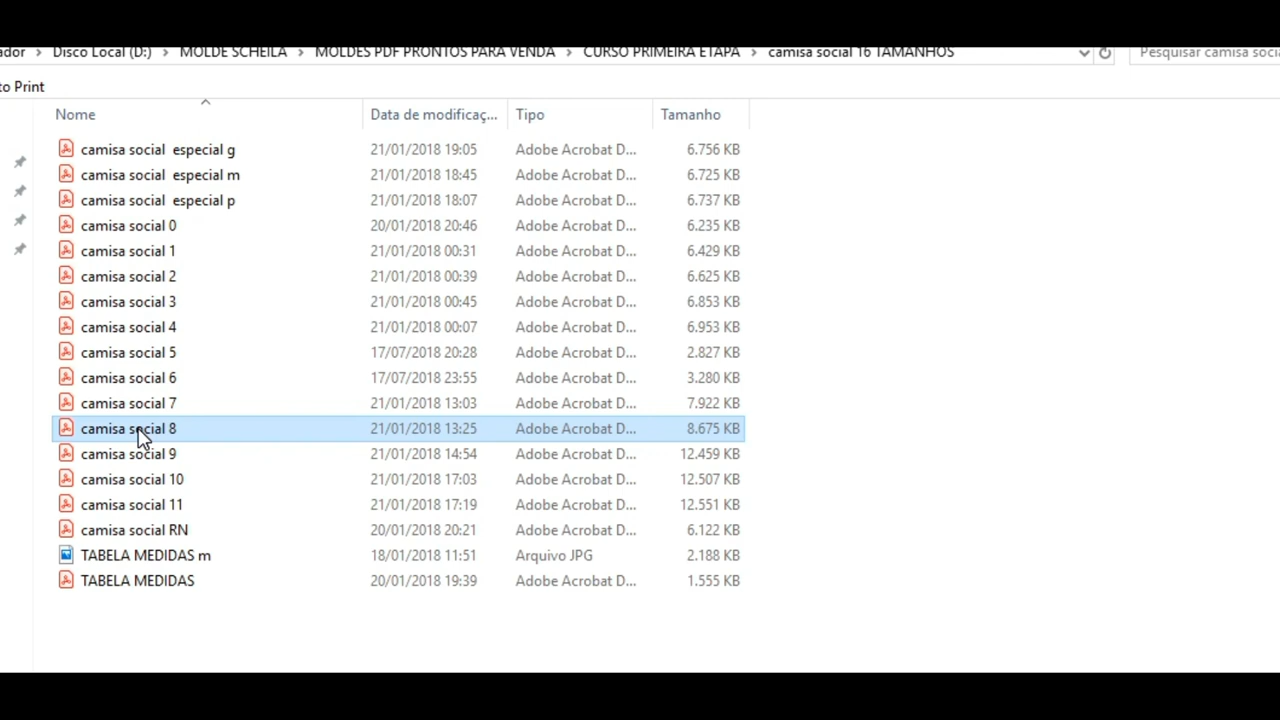 ador > Disco Local (D:) > MOLDE SCHEILA > MOLDES PDF PRONTOS PARA VENDA > CURSO PRIMEIRA ETAPA > camisa social 16 TAMANHOS
Pesquisar camisa socia
to Print
Nome Data de modificaç... Tipo Tamanho
camisa social  especial g 21/01/2018 19:05 Adobe Acrobat D... 6.756 KB
camisa social  especial m 21/01/2018 18:45 Adobe Acrobat D... 6.725 KB
camisa social  especial p 21/01/2018 18:07 Adobe Acrobat D... 6.737 KB
camisa social 0 20/01/2018 20:46 Adobe Acrobat D... 6.235 KB
camisa social 1 21/01/2018 00:31 Adobe Acrobat D... 6.429 KB
camisa social 2 21/01/2018 00:39 Adobe Acrobat D... 6.625 KB
camisa social 3 21/01/2018 00:45 Adobe Acrobat D... 6.853 KB
camisa social 4 21/01/2018 00:07 Adobe Acrobat D... 6.953 KB
camisa social 5 17/07/2018 20:28 Adobe Acrobat D... 2.827 KB
camisa social 6 17/07/2018 23:55 Adobe Acrobat D... 3.280 KB
camisa social 7 21/01/2018 13:03 Adobe Acrobat D... 7.922 KB
camisa social 8 21/01/2018 13:25 Adobe Acrobat D... 8.675 KB
camisa social 9 21/01/2018 14:54 Adobe Acrobat D... 12.459 KB
camisa social 10 21/01/2018 17:03 Adobe Acrobat D... 12.507 KB
camisa social 11 21/01/2018 17:19 Adobe Acrobat D... 12.551 KB
camisa social RN 20/01/2018 20:21 Adobe Acrobat D... 6.122 KB
TABELA MEDIDAS m 18/01/2018 11:51 Arquivo JPG 2.188 KB
TABELA MEDIDAS 20/01/2018 19:39 Adobe Acrobat D... 1.555 KB